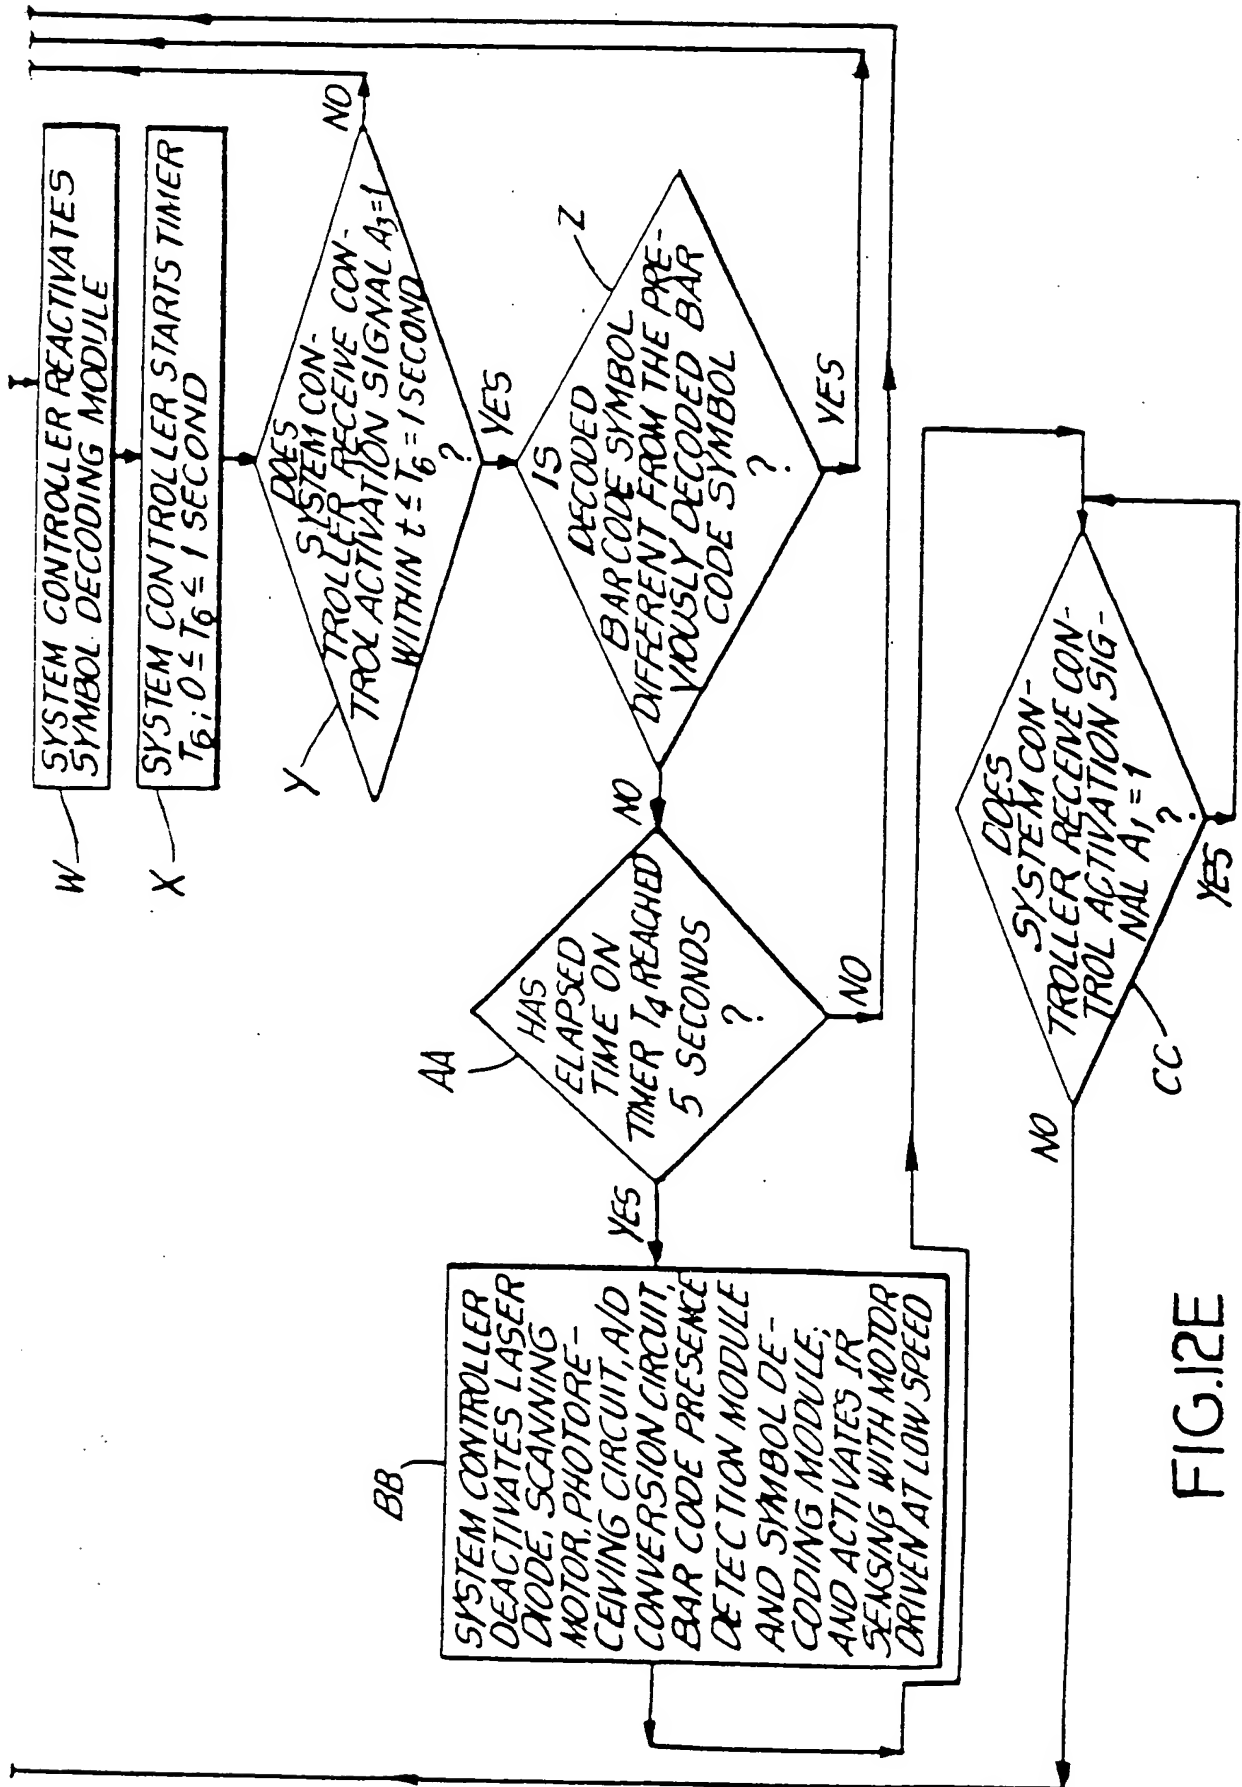 W
SYSTEM CONTROLLER REACTIVATES
SYMBOL DECODING MODULE
X
SYSTEM CONTROLLER STARTS TIMER
T6; 0 ≤ T6 ≤ 1 SECOND
Y
DOES
SYSTEM CON-
TROLLER RECEIVE CON-
TROL ACTIVATION SIGNAL A3=1
WITHIN t ≤ T6 = 1 SECOND
?
NO
YES
Z
IS
DECODED
BAR CODE SYMBOL
DIFFERENT FROM THE PRE-
VIOUSLY DECODED BAR
CODE SYMBOL
?
NO
YES
AA
HAS
ELAPSED
TIME ON
TIMER T4 REACHED
5 SECONDS
?
YES
NO
BB
SYSTEM CONTROLLER
DEACTIVATES LASER
DIODE, SCANNING
MOTOR, PHOTORE-
CEIVING CIRCUIT, A/D
CONVERSION CIRCUIT,
BAR CODE PRESENCE
DETECTION MODULE
AND SYMBOL DE-
CODING MODULE;
AND ACTIVATES IR
SENSING WITH MOTOR
DRIVEN AT LOW SPEED
DOES
SYSTEM CON-
TROLLER RECEIVE CON-
TROL ACTIVATION SIG-
NAL A1 = 1
?
NO
YES
CC
FIG.12E